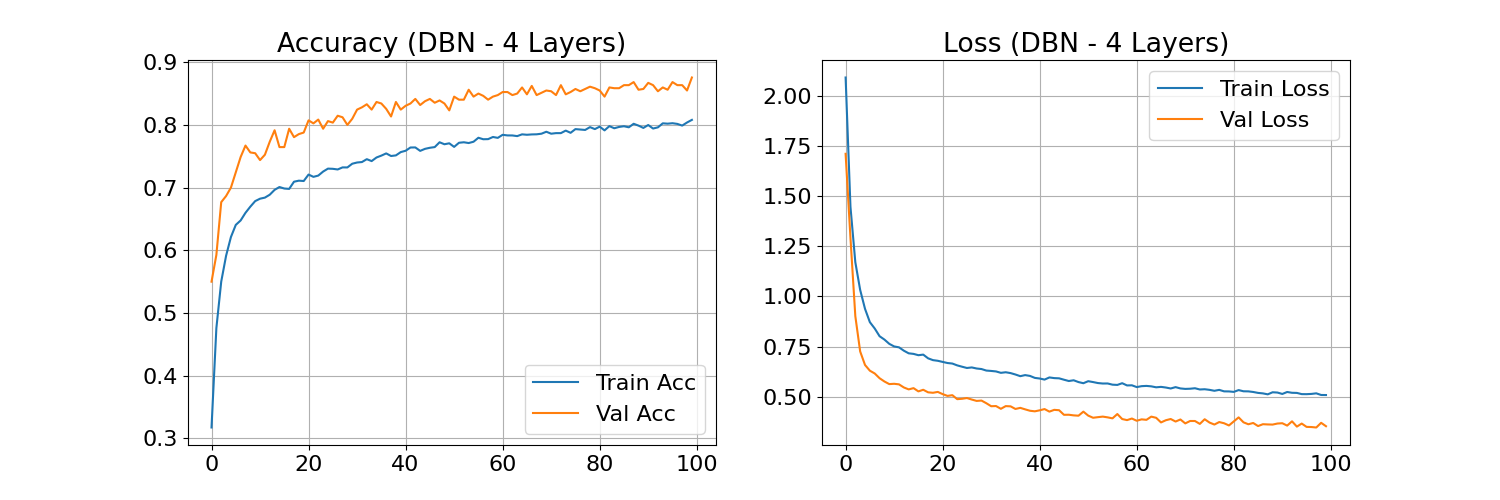 Accuracy (DBN - 4 Layers)
0.9
0.8
0.7
0.6
0.5
0.4
0.3
0 20 40 60 80 100
Train Acc
Val Acc
Loss (DBN - 4 Layers)
2.00
1.75
1.50
1.25
1.00
0.75
0.50
0 20 40 60 80 100
Train Loss
Val Loss